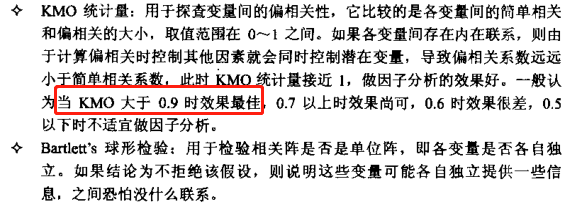 ✧ KMO 统计量：用于探查变量间的偏相关性，它比较的是各变量间的简单相关
和偏相关的大小，取值范围在 0～1 之间。如果各变量间存在内在联系，则由
于计算偏相关时控制其他因素就会同时控制潜在变量，导致偏相关系数远远
小于简单相关系数，此时 KMO 统计量接近 1，做因子分析的效果好。一般认
为当 KMO 大于 0.9 时效果最佳，0.7 以上时效果尚可，0.6 时效果很差，0.5
以下时不适宜做因子分析。
✧ Bartlett's 球形检验：用于检验相关阵是否是单位阵，即各变量是否各自独
立。如果结论为不拒绝该假设，则说明这些变量可能各自独立提供一些信
息，之间恐怕没什么联系。